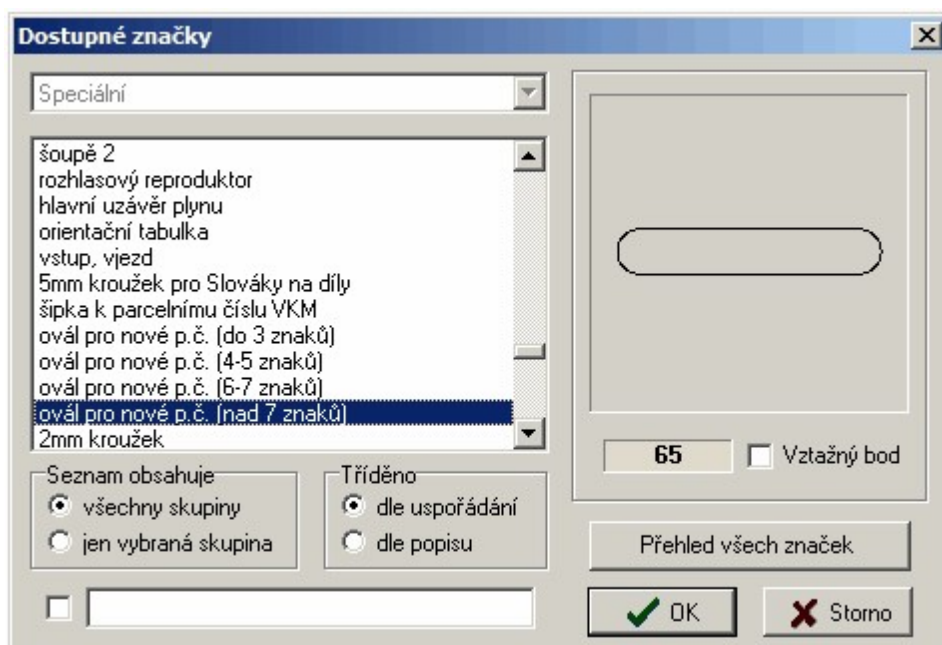 Dostupné značky
Speciální
šoupě 2
rozhlasový reproduktor
hlavní uzávěr plynu
orientační tabulka
vstup, vjezd
5mm kroužek pro Slováky na díly
šipka k parcelnímu číslu VKM
ovál pro nové p.č. (do 3 znaků)
ovál pro nové p.č. (4-5 znaků)
ovál pro nové p.č. (6-7 znaků)
ovál pro nové p.č. (nad 7 znaků)
2mm kroužek
65
Vztažný bod
Seznam obsahuje
všechny skupiny
jen vybraná skupina
Tříděno
dle uspořádání
dle popisu
Přehled všech značek
OK
Storno